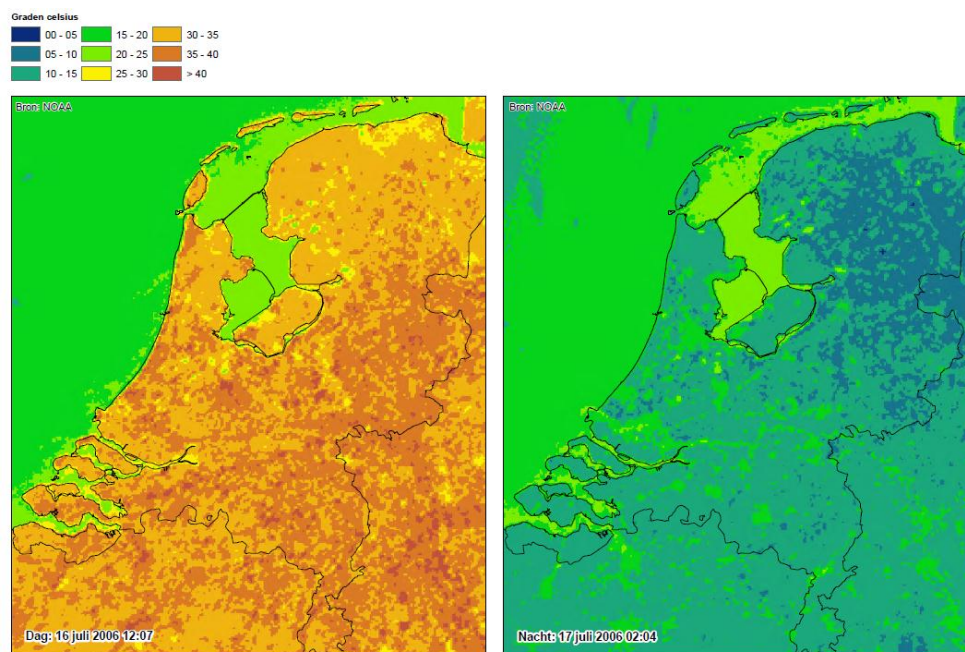 Graden celsius
00 - 05 15 - 20 30 - 35
05 - 10 20 - 25 35 - 40
10 - 15 25 - 30 > 40
Bron: NOAA Bron: NOAA
Dag: 16 juli 2006 12:07 Nacht: 17 juli 2006 02:04